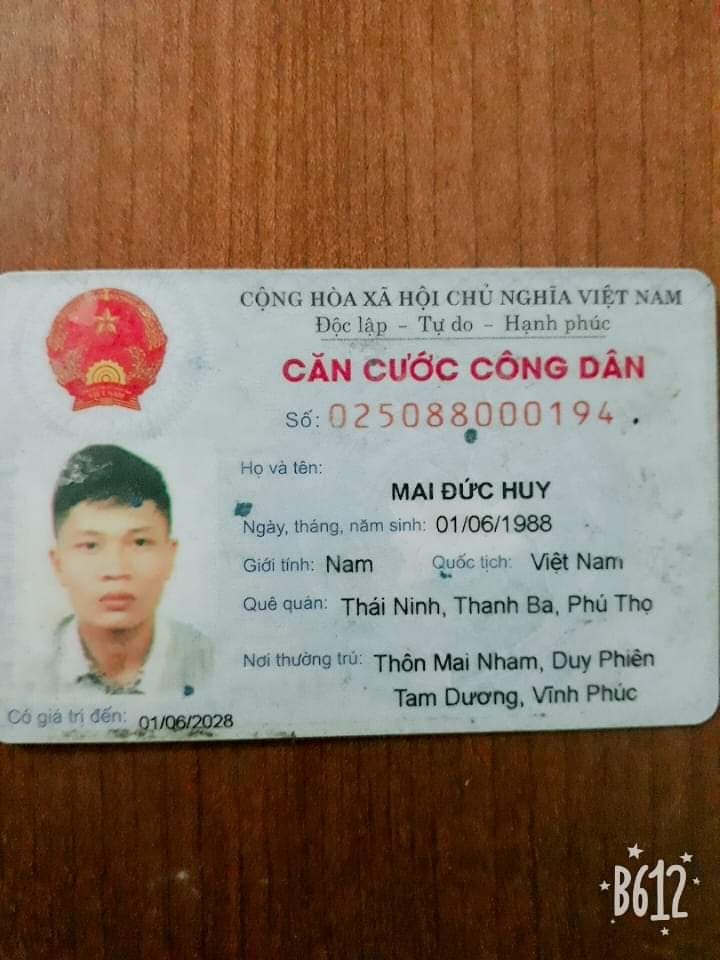 CỘNG HÒA XÃ HỘI CHỦ NGHĨA VIỆT NAM
Độc lập - Tự do - Hạnh phúc
CĂN CƯỚC CÔNG DÂN
Số: 025088000194
Họ và tên:
MAI ĐỨC HUY
Ngày, tháng, năm sinh: 01/06/1988
Giới tính: Nam Quốc tịch: Việt Nam
Quê quán: Thái Ninh, Thanh Ba, Phú Thọ
Nơi thường trú: Thôn Mai Nham, Duy Phiên
Tam Dương, Vĩnh Phúc
Có giá trị đến: 01/06/2028
VIỆT NAM
B612